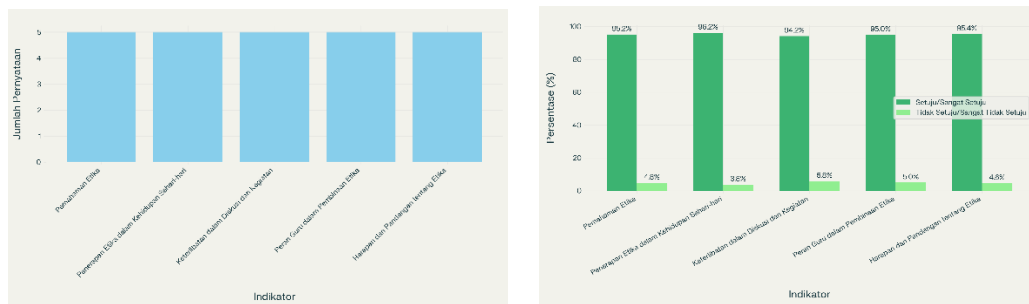 Jumlah Pernyataan
5
4
3
2
1
0
Pemahaman Etika
Penerapan Etika dalam Kehidupan Sehari-hari
Keterlibatan dalam Diskusi dan Kegiatan
Peran Guru dalam Pembinaan Etika
Harapan dan Pandangan tentang Etika
Indikator
Persentase (%)
100
80
60
40
20
0
95.2%
96.2%
94.2%
95.0%
95.4%
4.8%
3.8%
5.8%
5.0%
4.6%
Setuju/Sangat Setuju
Tidak Setuju/Sangat Tidak Setuju
Pemahaman Etika
Penerapan Etika dalam Kehidupan Sehari-hari
Keterlibatan dalam Diskusi dan Kegiatan
Peran Guru dalam Pembinaan Etika
Harapan dan Pandangan tentang Etika
Indikator